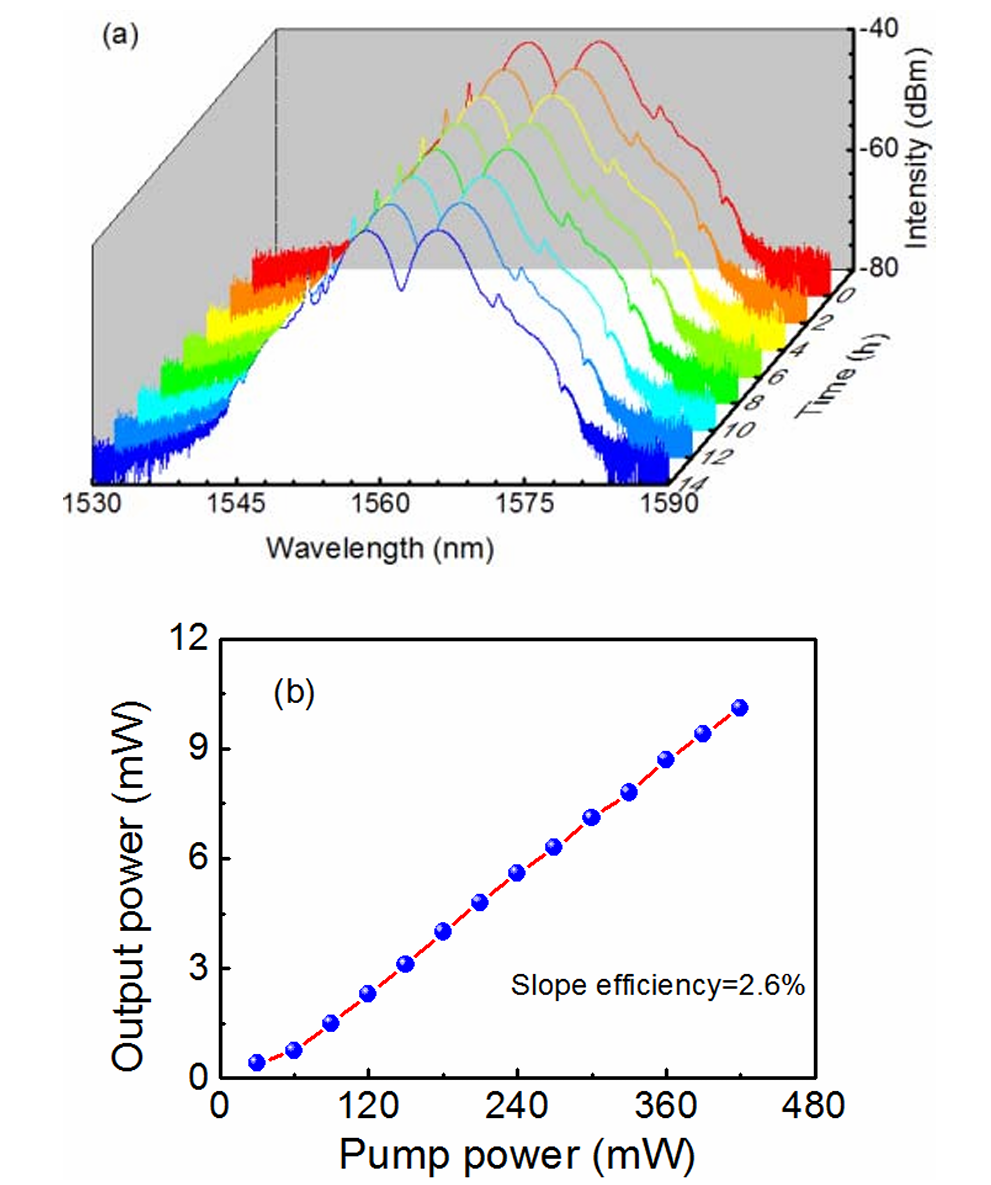 (a)
-40
-60
-80
Intensity (dBm)
0
2
4
6
8
10
12
14
Time (h)
1530 1545 1560 1575 1590
Wavelength (nm)
12
9
6
3
0
(b)
Output power (mW)
Slope efficiency=2.6%
0 120 240 360 480
Pump power (mW)